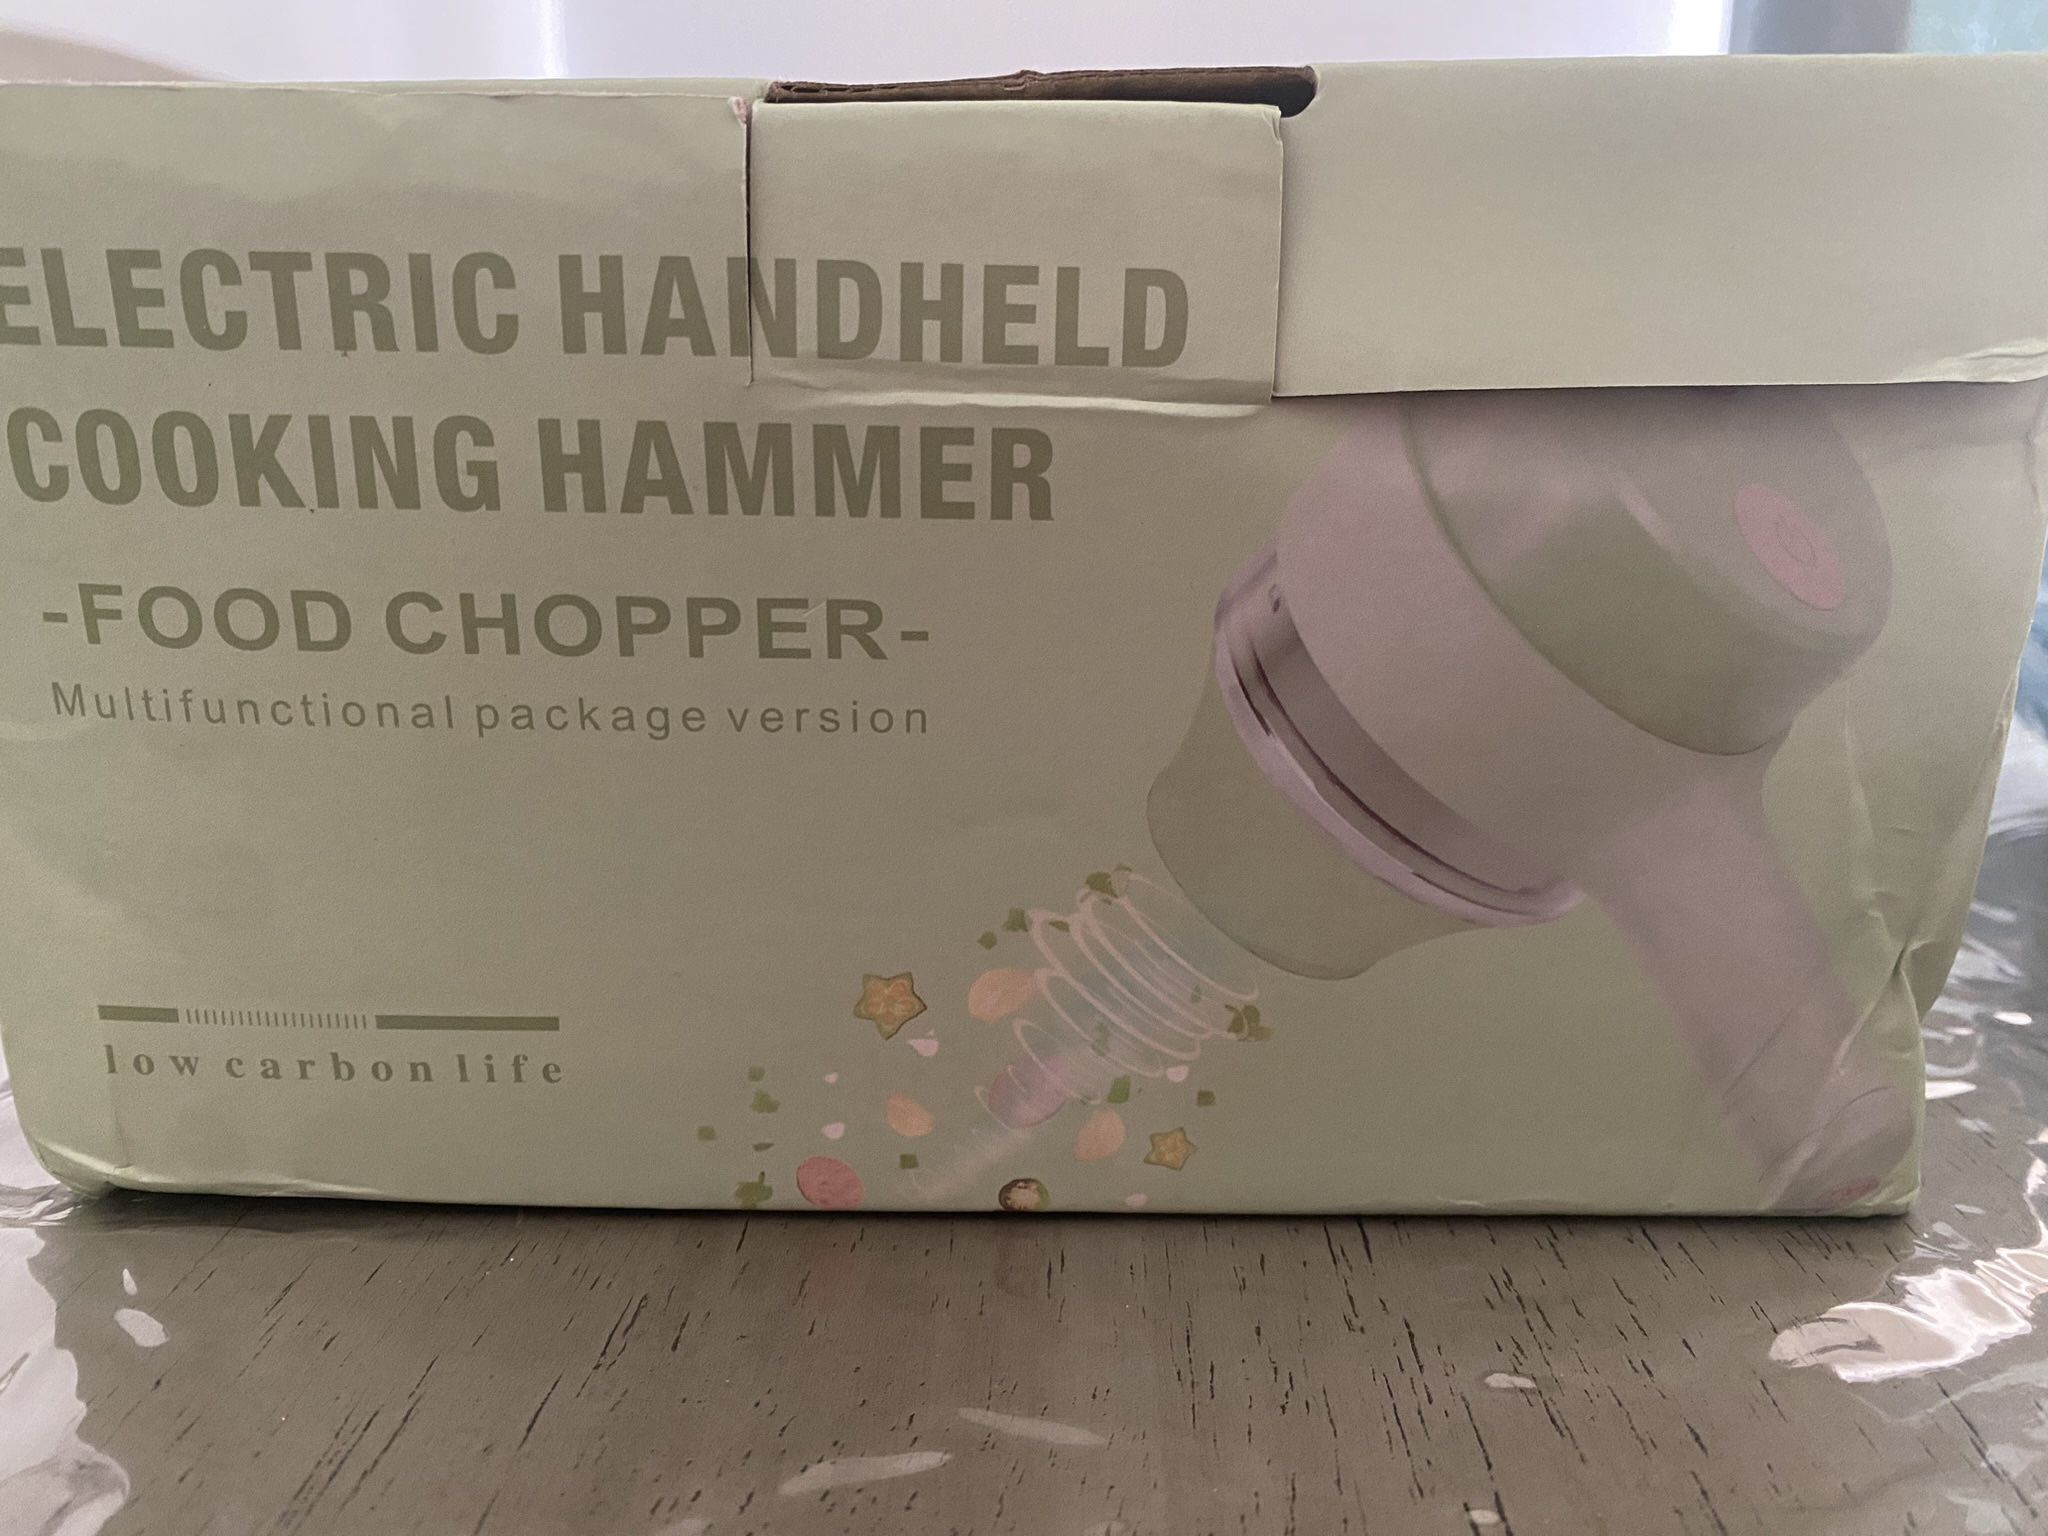 ELECTRIC HANDHELD
COOKING HAMMER
-FOOD CHOPPER-
Multifunctional package version
low carbon life